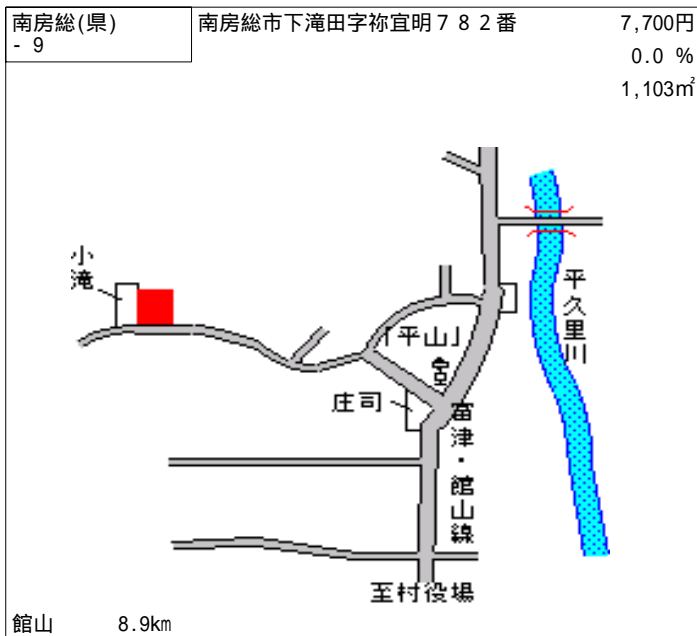 南房総(県)
- 9
南房総市下滝田字祢宜明７８２番
7,700円
0.0 %
1,103㎡
小滝
平久里川
「平山」
庄司
富津・館山線
至村役場
館山 8.9km